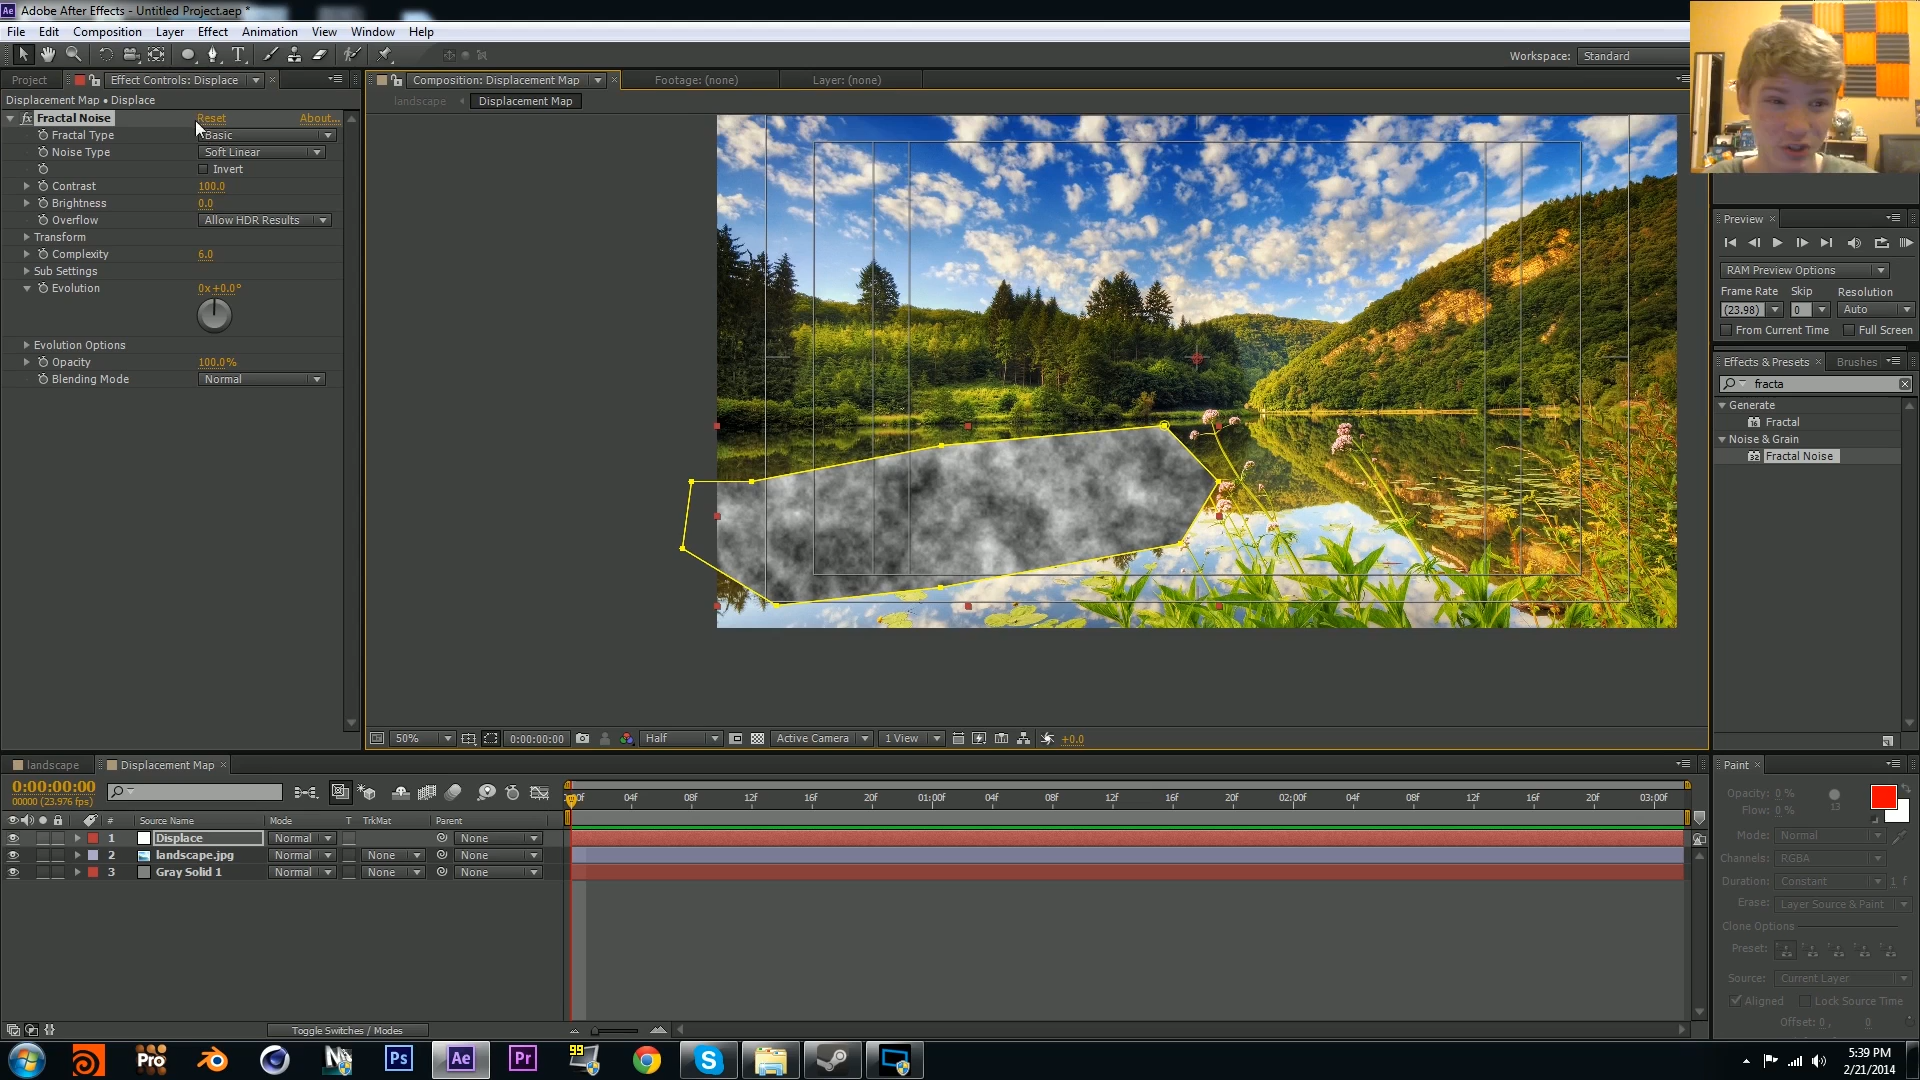 Adobe After Effects - Untitled Project.aep *
File Edit Composition Layer Effect Animation View Window Help
Workspace: Standard
Project Effect Controls: Displace Composition: Displacement Map Footage: (none) Layer: (none)
Displacement Map • Displace
landscape Displacement Map
Fractal Noise Reset About...
Fractal Type Basic
Noise Type Soft Linear
Invert
Contrast 100.0
Brightness 0.0
Overflow Allow HDR Results
Transform
Complexity 6.0
Sub Settings
Evolution 0x+0.0°
Evolution Options
Opacity 100.0%
Blending Mode Normal
Preview
RAM Preview Options
Frame Rate Skip Resolution
(23.98) 0 Auto
From Current Time Full Screen
Effects & Presets Brushes
fracta
Generate
Fractal
Noise & Grain
Fractal Noise
50% 0:00:00:00 Half Active Camera 1 View +0.0
landscape Displacement Map
0:00:00:00
00000 (23.976 fps)
04f 08f 12f 16f 20f 01:00f 04f 08f 12f 16f 20f 02:00f 04f 08f 12f 16f 20f 03:00f
# Source Name Mode T TrkMat Parent
1 Displace Normal None
2 landscape.jpg Normal None None
3 Gray Solid 1 Normal None None
Toggle Switches / Modes
Paint
Opacity: 0 %
Flow: 0 %
13
Mode: Normal
Channels: RGBA
Duration: Constant 1 f
Erase: Layer Source & Paint
Clone Options
Preset:
Source: Current Layer
Aligned Lock Source Time
Offset: 0 , 0
Pro Ps Ae Pr 99
5:39 PM
2/21/2014